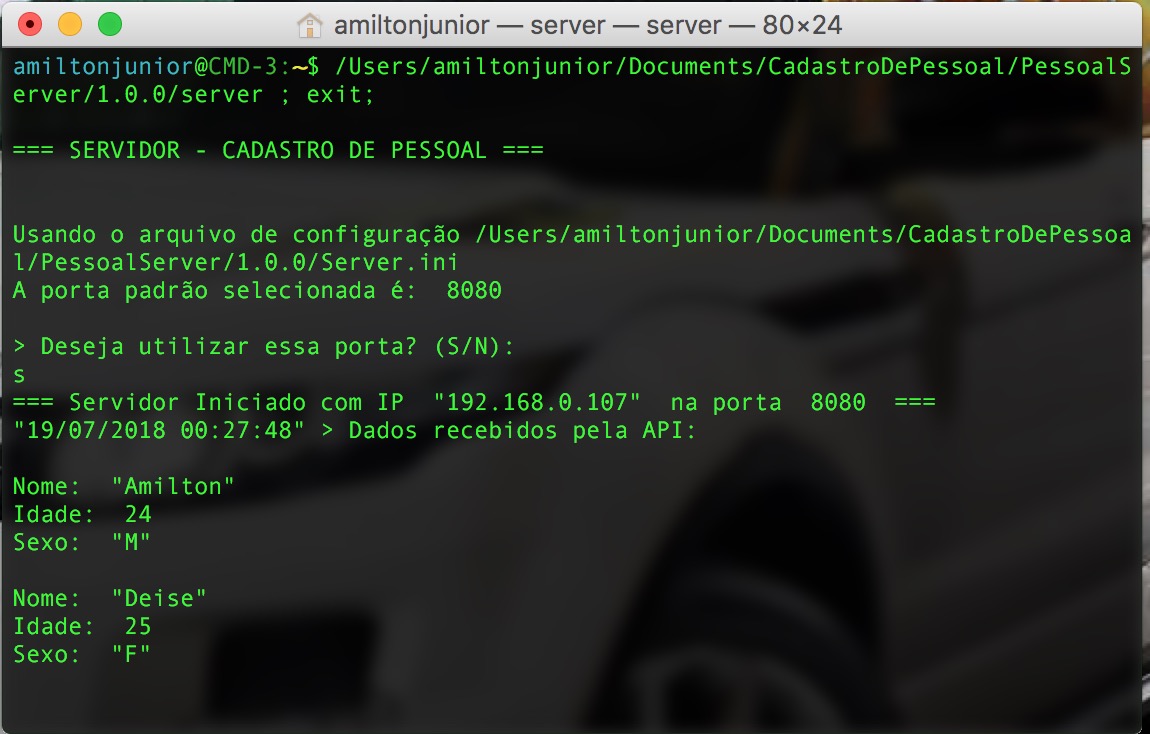 amiltonjunior — server — server — 80×24
amiltonjunior@CMD-3:~$ /Users/amiltonjunior/Documents/CadastroDePessoal/PessoalS
erver/1.0.0/server ; exit;
=== SERVIDOR - CADASTRO DE PESSOAL ===
Usando o arquivo de configuração /Users/amiltonjunior/Documents/CadastroDePessoa
l/PessoalServer/1.0.0/Server.ini
A porta padrão selecionada é:  8080
> Deseja utilizar essa porta? (S/N):
s
=== Servidor Iniciado com IP  "192.168.0.107"  na porta  8080  ===
"19/07/2018 00:27:48" > Dados recebidos pela API:
Nome:  "Amilton"
Idade:  24
Sexo:  "M"
Nome:  "Deise"
Idade:  25
Sexo:  "F"